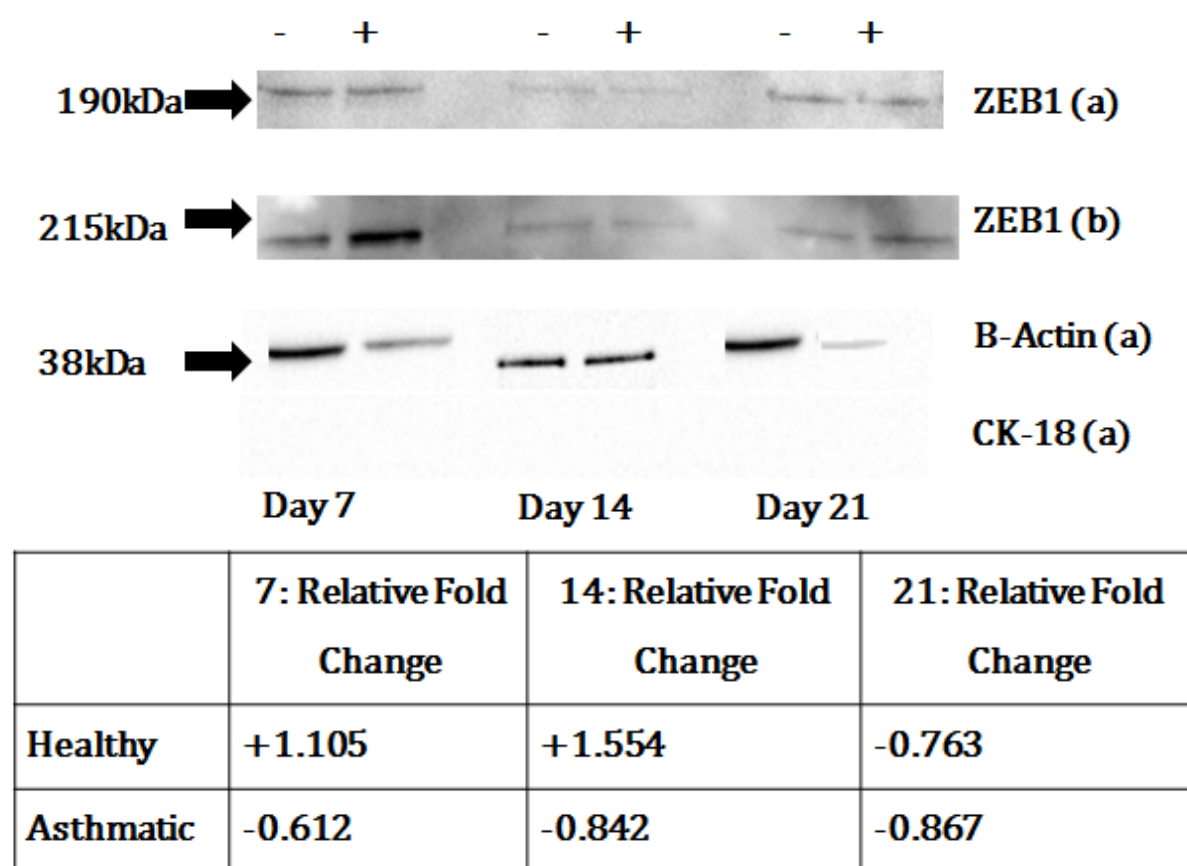 - + - + - +
190kDa ZEB1 (a)
215kDa ZEB1 (b)
B-Actin (a)
38kDa
CK-18 (a)
Day 7 Day 14 Day 21
7: Relative Fold Change 14: Relative Fold Change 21: Relative Fold Change
Healthy +1.105 +1.554 -0.763
Asthmatic -0.612 -0.842 -0.867